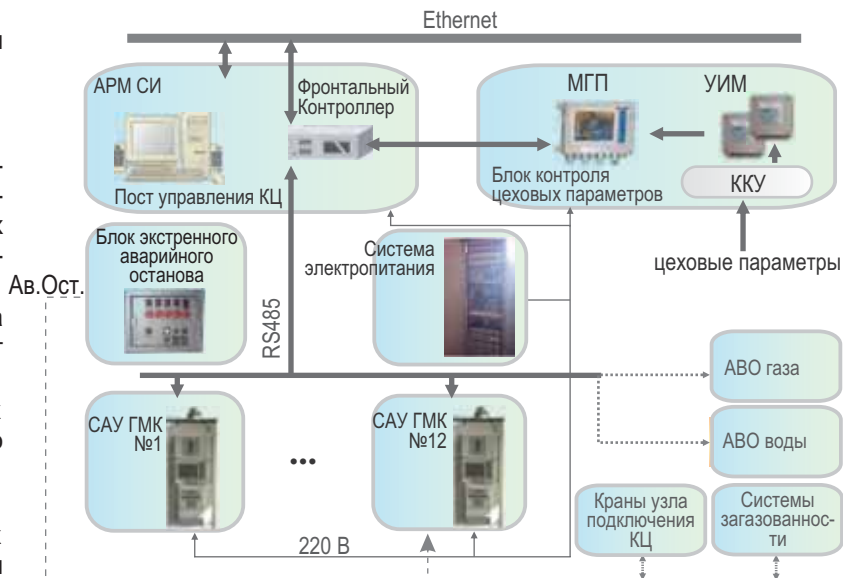 Ethernet
АРМ СИ
Фронтальный
Контроллер
Пост управления КЦ
МГП
УИМ
Блок контроля
цеховых параметров
ККУ
цеховые параметры
Блок экстренного
аварийного
останова
Ав.Ост.
Система
электропитания
RS485
АВО газа
АВО воды
САУ ГМК
№1
...
САУ ГМК
№12
220 В
Краны узла
подключения
КЦ
Системы
загазованнос-
ти